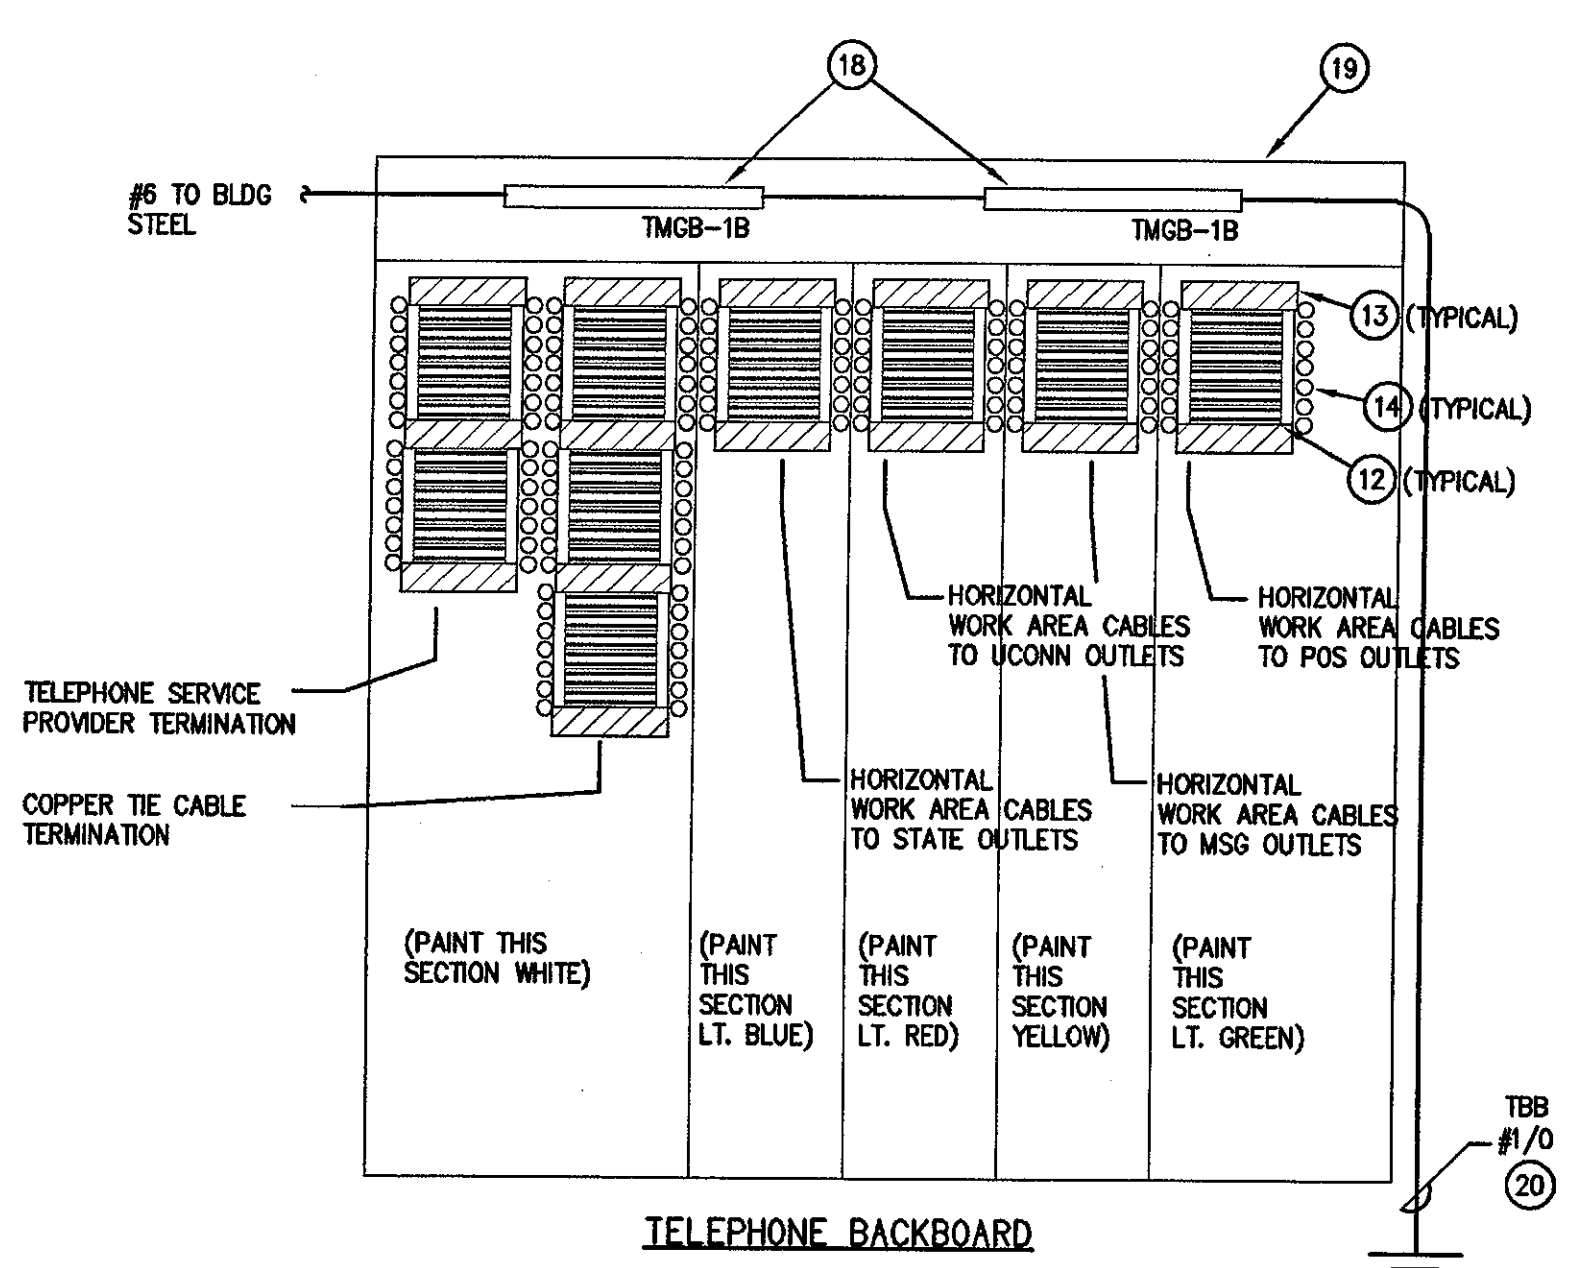 18
19
#6 TO BLDG
STEEL
TMGB-1B
TMGB-1B
13 (TYPICAL)
14 (TYPICAL)
12 (TYPICAL)
HORIZONTAL
WORK AREA CABLES
TO UCONN OUTLETS
HORIZONTAL
WORK AREA CABLES
TO POS OUTLETS
TELEPHONE SERVICE
PROVIDER TERMINATION
COPPER TIE CABLE
TERMINATION
HORIZONTAL
WORK AREA CABLES
TO STATE OUTLETS
HORIZONTAL
WORK AREA CABLES
TO MSG OUTLETS
(PAINT THIS
SECTION WHITE)
(PAINT
THIS
SECTION
LT. BLUE)
(PAINT
THIS
SECTION
LT. RED)
(PAINT
THIS
SECTION
YELLOW)
(PAINT
THIS
SECTION
LT. GREEN)
TBB
#1/0
20
TELEPHONE BACKBOARD